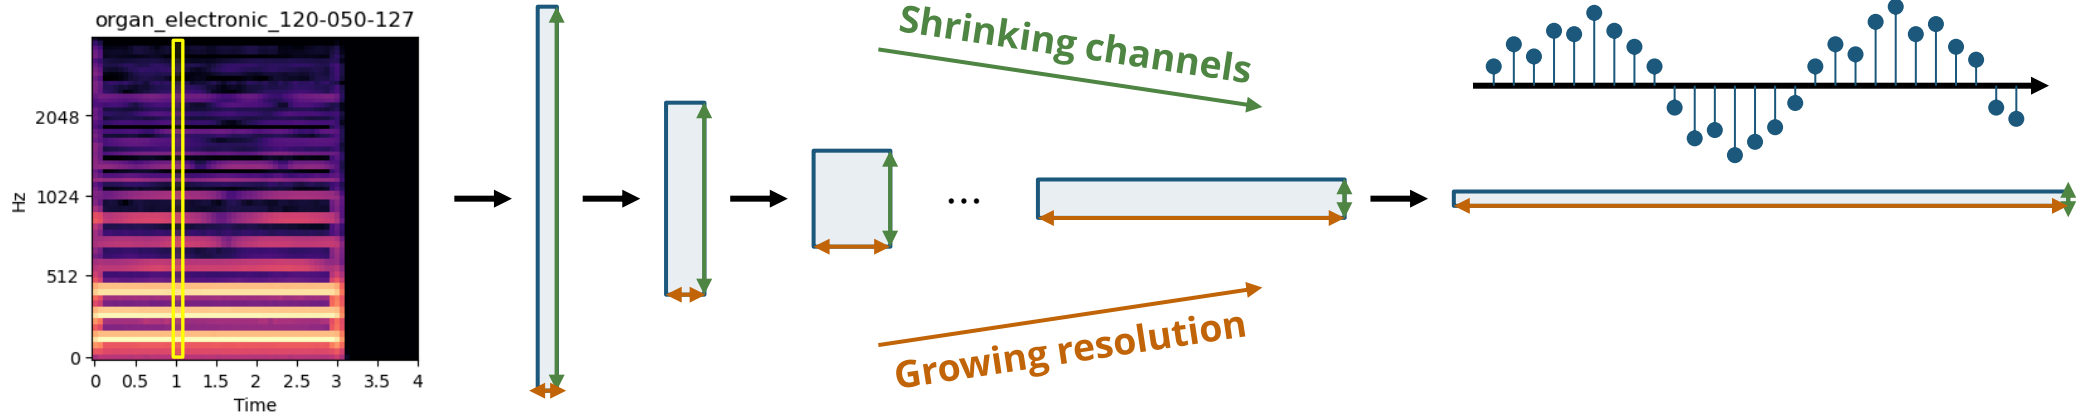 organ_electronic_120-050-127
Hz
2048
1024
512
0
0 0.5 1 1.5 2 2.5 3 3.5 4
Time
Shrinking channels
...
Growing resolution